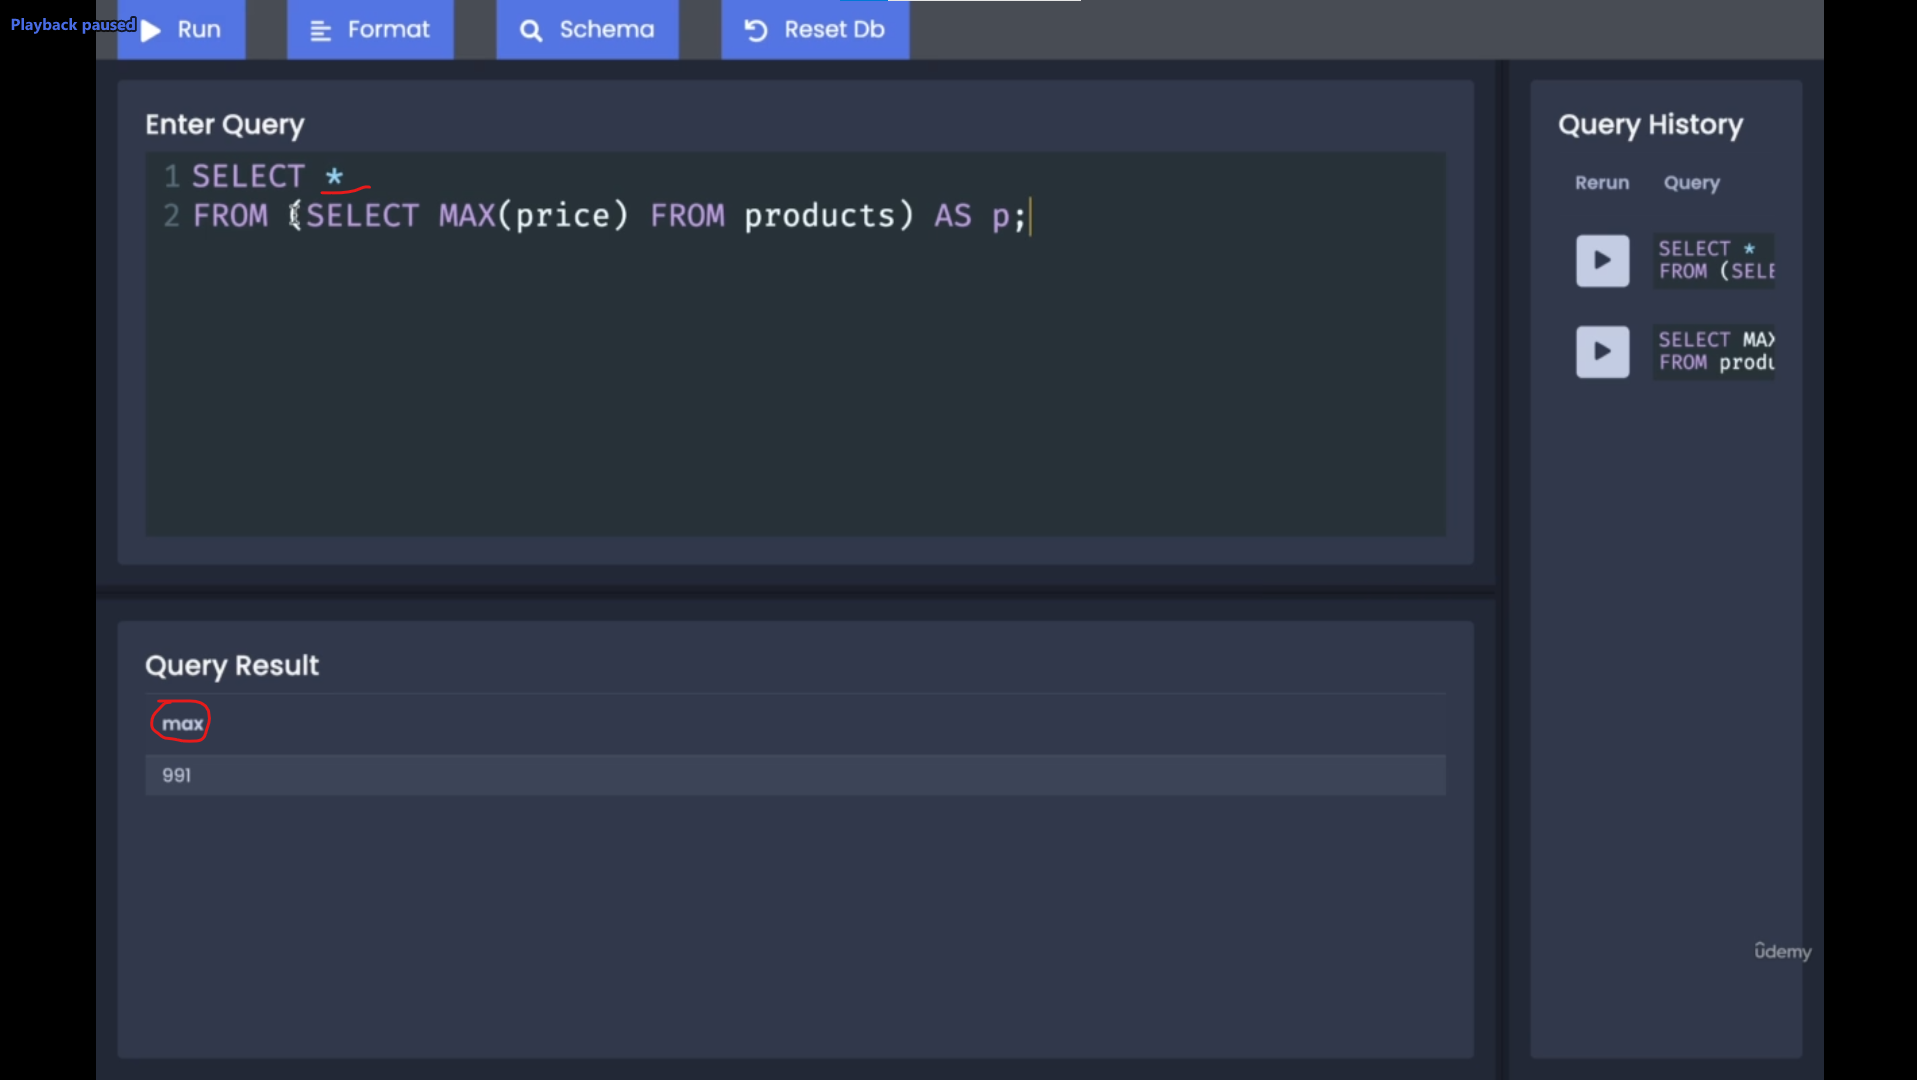 Playback paused
Run Format Schema Reset Db
Enter Query
1 SELECT *
2 FROM (SELECT MAX(price) FROM products) AS p;
Query Result
max
991
Query History
Rerun Query
SELECT *
FROM (SELE
SELECT MAX
FROM produ
ûdemy